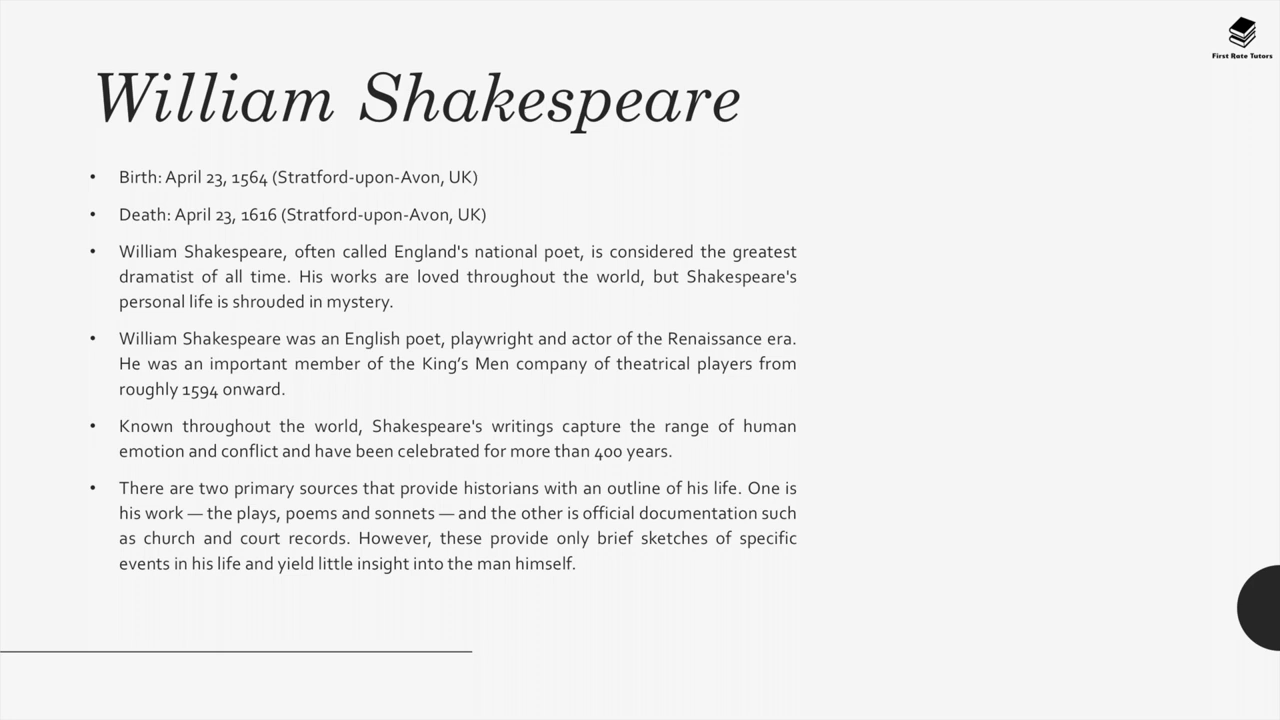 First Rate Tutors
William Shakespeare
• Birth: April 23, 1564 (Stratford-upon-Avon, UK)
• Death: April 23, 1616 (Stratford-upon-Avon, UK)
• William Shakespeare, often called England's national poet, is considered the greatest
dramatist of all time. His works are loved throughout the world, but Shakespeare's
personal life is shrouded in mystery.
• William Shakespeare was an English poet, playwright and actor of the Renaissance era.
He was an important member of the King’s Men company of theatrical players from
roughly 1594 onward.
• Known throughout the world, Shakespeare's writings capture the range of human
emotion and conflict and have been celebrated for more than 400 years.
• There are two primary sources that provide historians with an outline of his life. One is
his work — the plays, poems and sonnets — and the other is official documentation such
as church and court records. However, these provide only brief sketches of specific
events in his life and yield little insight into the man himself.